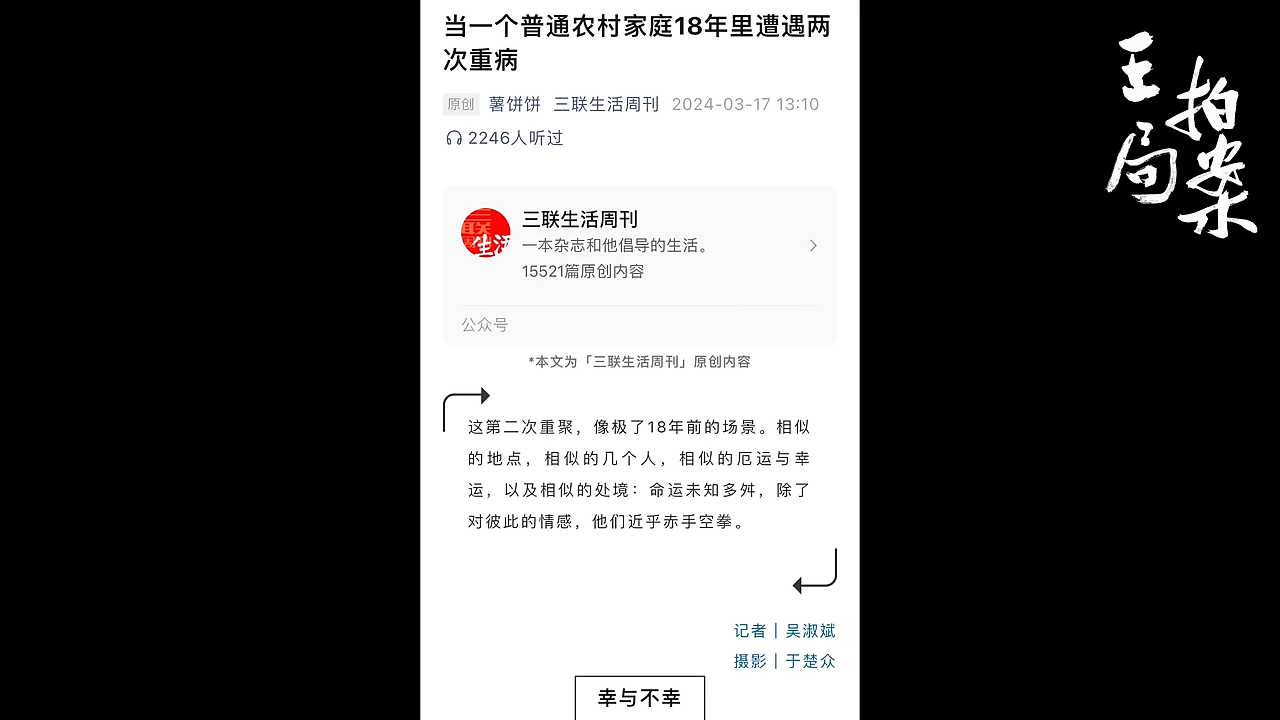 当一个普通农村家庭18年里遭遇两
次重病
原创 薯饼饼 三联生活周刊 2024-03-17 13:10
2246人听过
三联生活周刊
一本杂志和他倡导的生活。
15521篇原创内容
公众号
*本文为「三联生活周刊」原创内容
这第二次重聚，像极了18年前的场景。相似
的地点，相似的几个人，相似的厄运与幸
运，以及相似的处境：命运未知多舛，除了
对彼此的情感，他们近乎赤手空拳。
记者｜吴淑斌
摄影｜于楚众
幸与不幸
王局拍案